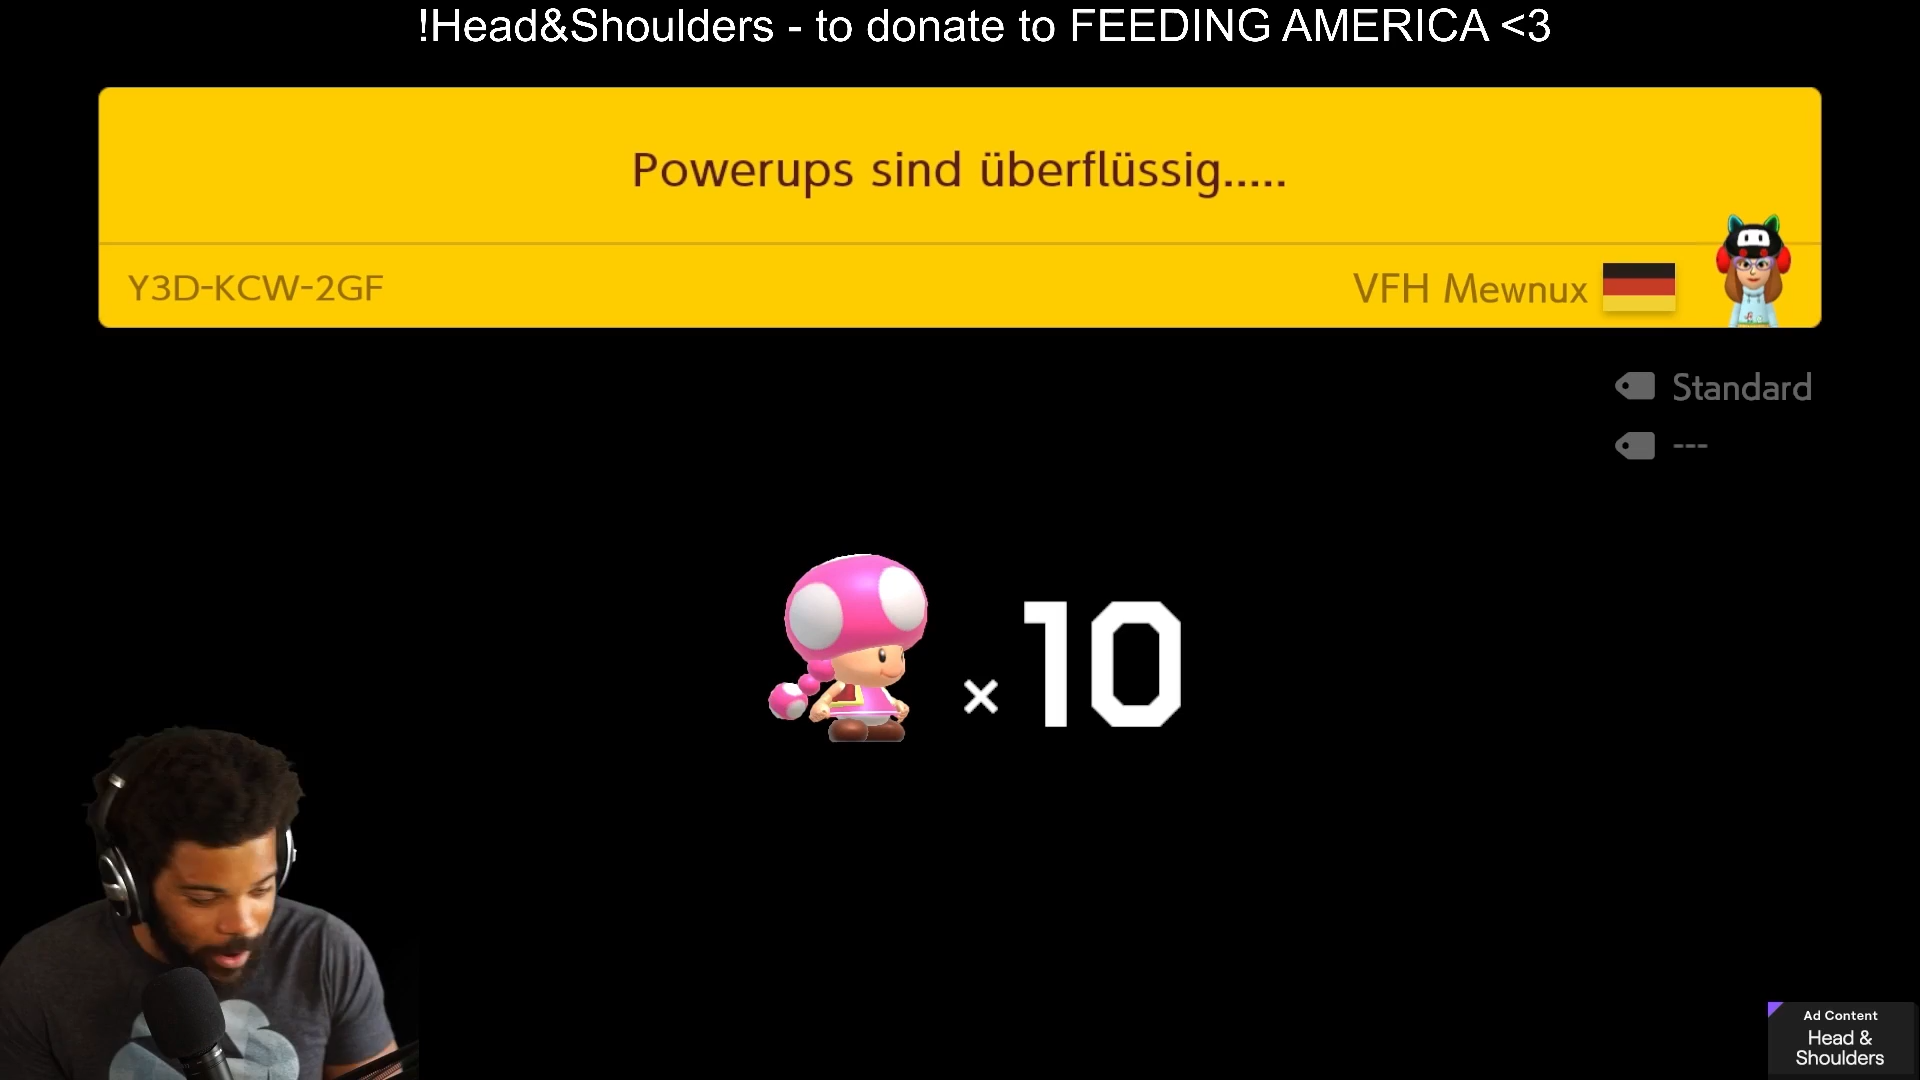 !Head&Shoulders - to donate to FEEDING AMERICA <3
Powerups sind überflüssig.....
Y3D-KCW-2GF
VFH Mewnux
Standard
---
× 10
Ad Content
Head &
Shoulders